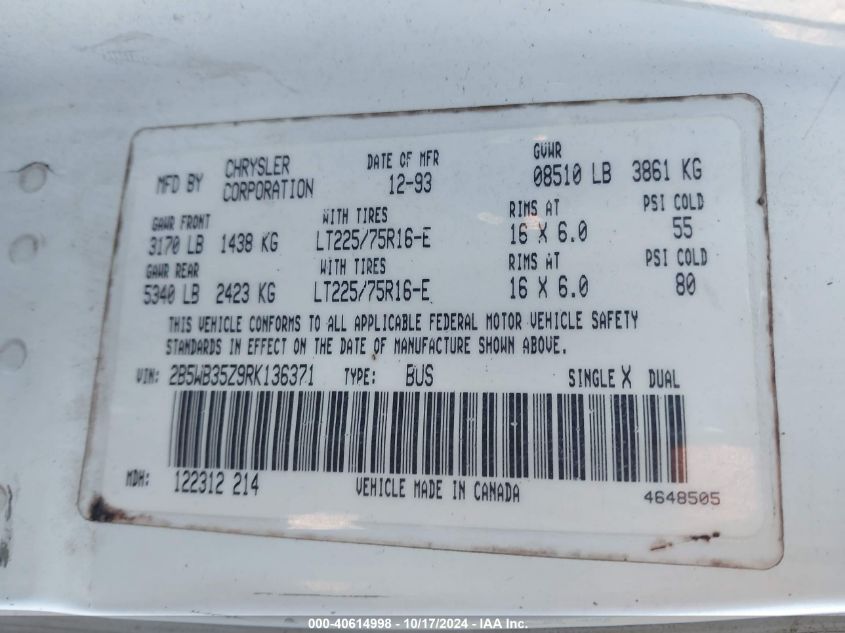 MFD BY CHRYSLER CORPORATION DATE OF MFR 12-93 GVWR 08510 LB 3861 KG
GAWR FRONT WITH TIRES RIMS AT PSI COLD
3170 LB 1438 KG LT225/75R16-E 16 X 6.0 55
GAWR REAR WITH TIRES RIMS AT PSI COLD
5340 LB 2423 KG LT225/75R16-E 16 X 6.0 80
THIS VEHICLE CONFORMS TO ALL APPLICABLE FEDERAL MOTOR VEHICLE SAFETY
STANDARDS IN EFFECT ON THE DATE OF MANUFACTURE SHOWN ABOVE.
VIN: 2B5WB35Z9RK136371 TYPE: BUS SINGLE X DUAL
MDH: 122312 214 VEHICLE MADE IN CANADA 4648505
000-40614998 - 10/17/2024 - IAA Inc.